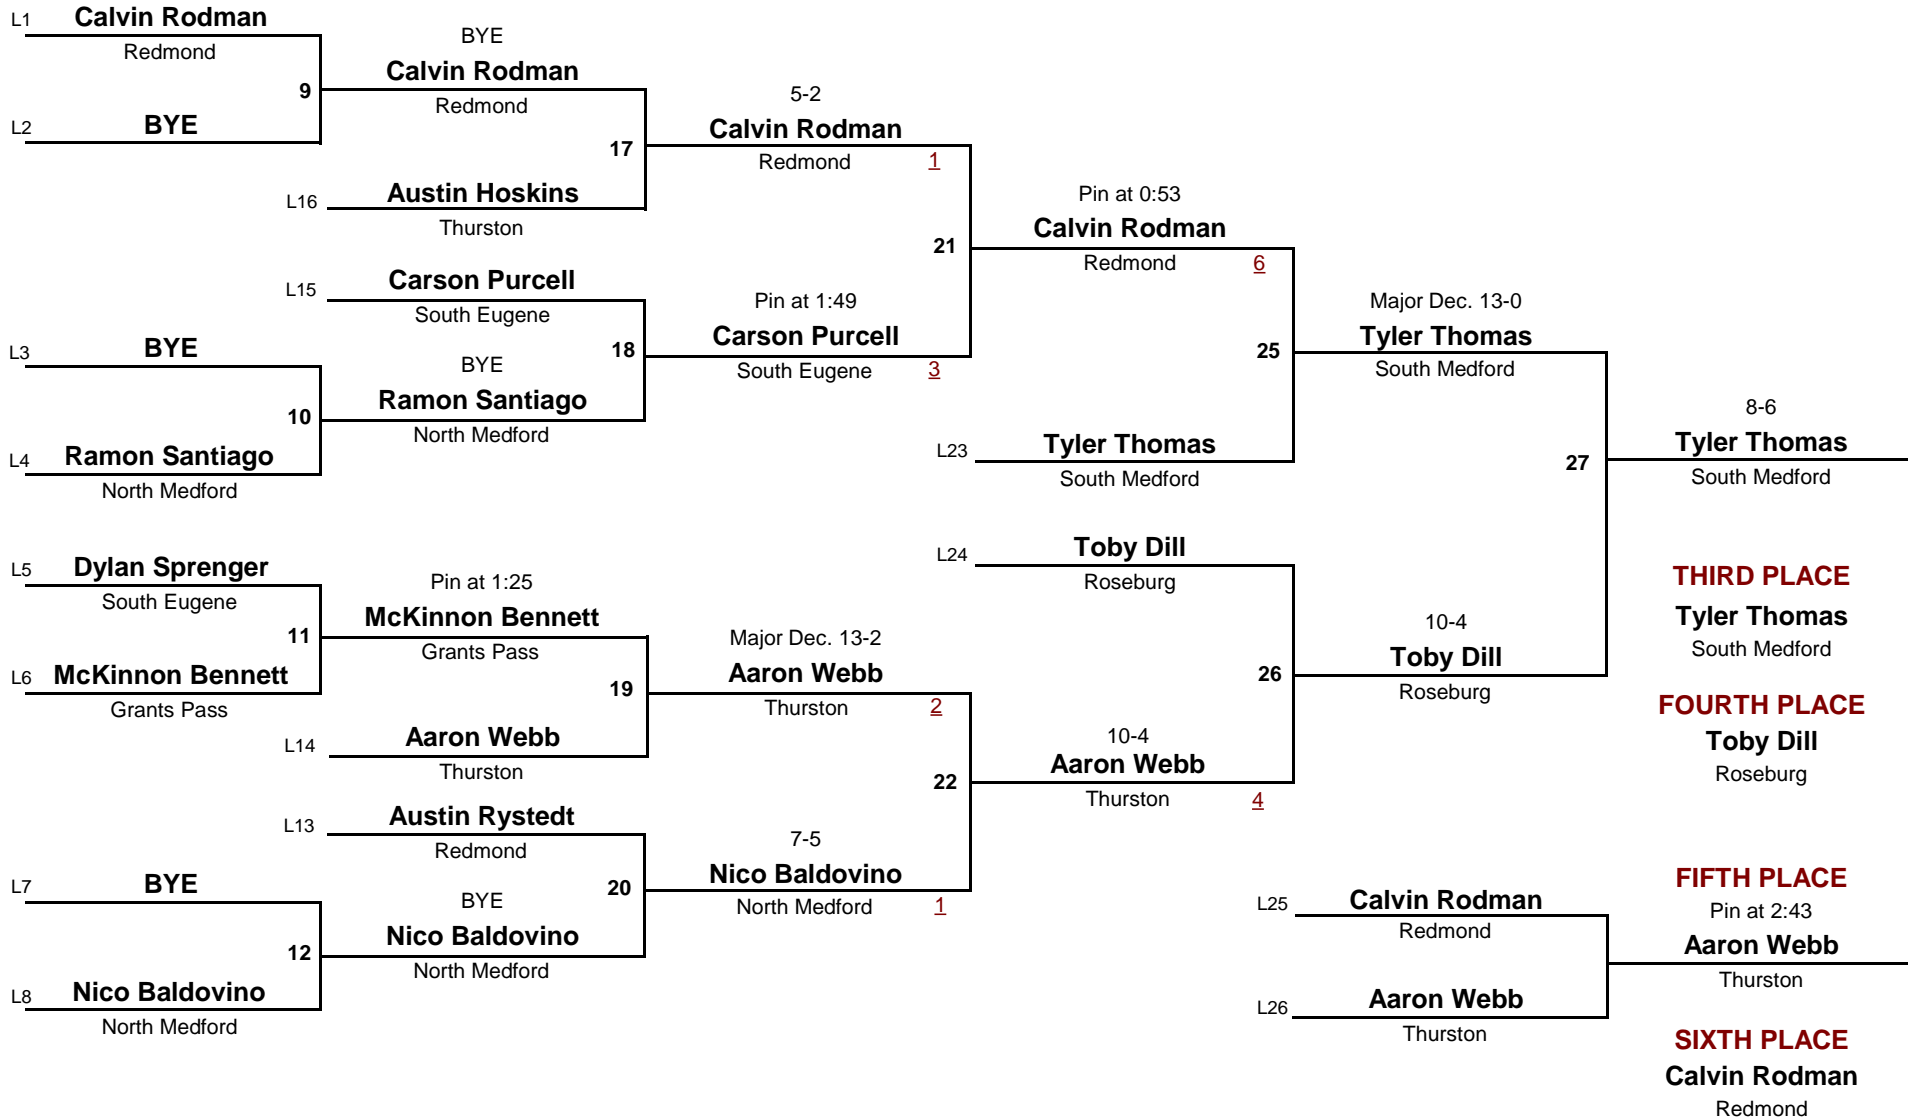 L1 Calvin Rodman
Redmond
9
L2 BYE
BYE
Calvin Rodman
Redmond
17
L16 Austin Hoskins
Thurston
5-2
Calvin Rodman
Redmond 1
21
L15 Carson Purcell
South Eugene
18
L3 BYE
10
L4 Ramon Santiago
North Medford
BYE
Ramon Santiago
North Medford
Pin at 1:49
Carson Purcell
South Eugene 3
Pin at 0:53
Calvin Rodman
Redmond 6
25
L23 Tyler Thomas
South Medford
Major Dec. 13-0
Tyler Thomas
South Medford
27
8-6
Tyler Thomas
South Medford
L5 Dylan Sprenger
South Eugene
11
L6 McKinnon Bennett
Grants Pass
Pin at 1:25
McKinnon Bennett
Grants Pass
19
L14 Aaron Webb
Thurston
Major Dec. 13-2
Aaron Webb
Thurston 2
22
L13 Austin Rystedt
Redmond
20
L7 BYE
12
L8 Nico Baldovino
North Medford
BYE
Nico Baldovino
North Medford
7-5
Nico Baldovino
North Medford 1
L24 Toby Dill
Roseburg
26
10-4
Aaron Webb
Thurston 4
10-4
Toby Dill
Roseburg
THIRD PLACE
Tyler Thomas
South Medford
FOURTH PLACE
Toby Dill
Roseburg
L25 Calvin Rodman
Redmond
L26 Aaron Webb
Thurston
FIFTH PLACE
Pin at 2:43
Aaron Webb
Thurston
SIXTH PLACE
Calvin Rodman
Redmond